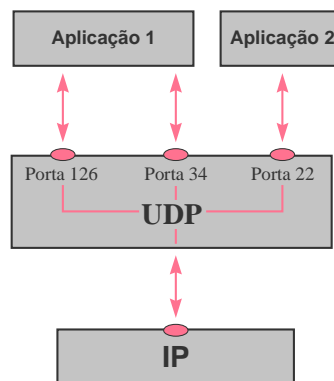 Aplicação 1
Aplicação 2
Porta 126
Porta 34
Porta 22
UDP
IP